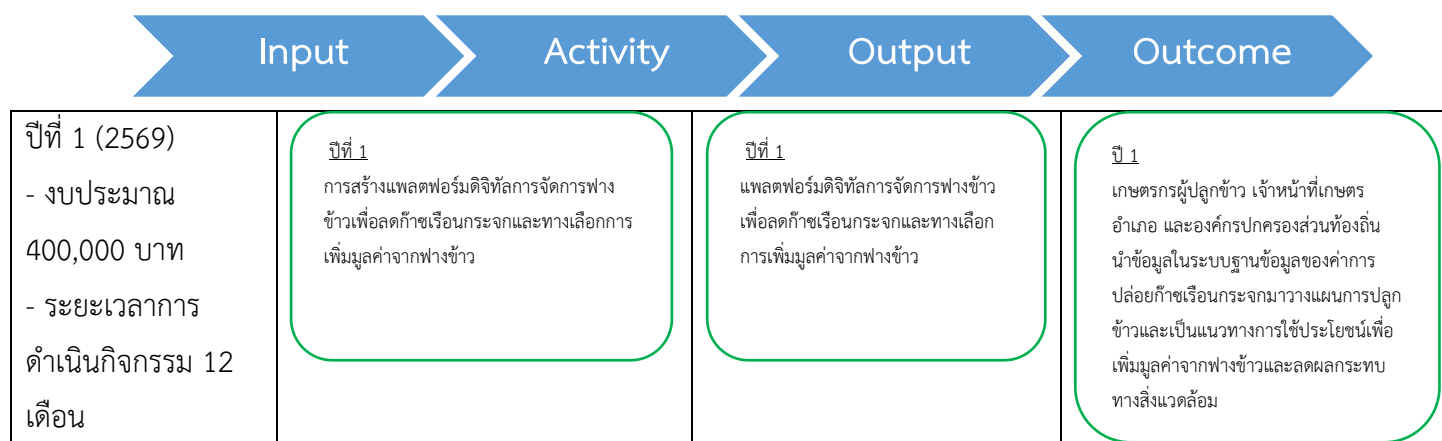 Input
Activity
Output
Outcome
ปีที่ 1 (2569)
- งบประมาณ
400,000 บาท
- ระยะเวลาการ
ดำเนินกิจกรรม 12
เดือน
ปีที่ 1
การสร้างแพลตฟอร์มดิจิทัลการจัดการฟาง
ข้าวเพื่อลดก๊าซเรือนกระจกและทางเลือกการ
เพิ่มมูลค่าจากฟางข้าว
ปีที่ 1
แพลตฟอร์มดิจิทัลการจัดการฟางข้าว
เพื่อลดก๊าซเรือนกระจกและทางเลือก
การเพิ่มมูลค่าจากฟางข้าว
ปี 1
เกษตรกรผู้ปลูกข้าว เจ้าหน้าที่เกษตร
อำเภอ และองค์กรปกครองส่วนท้องถิ่น
นำข้อมูลในระบบฐานข้อมูลของค่าการ
ปล่อยก๊าซเรือนกระจกมาวางแผนการปลูก
ข้าวและเป็นแนวทางการใช้ประโยชน์เพื่อ
เพิ่มมูลค่าจากฟางข้าวและลดผลกระทบ
ทางสิ่งแวดล้อม